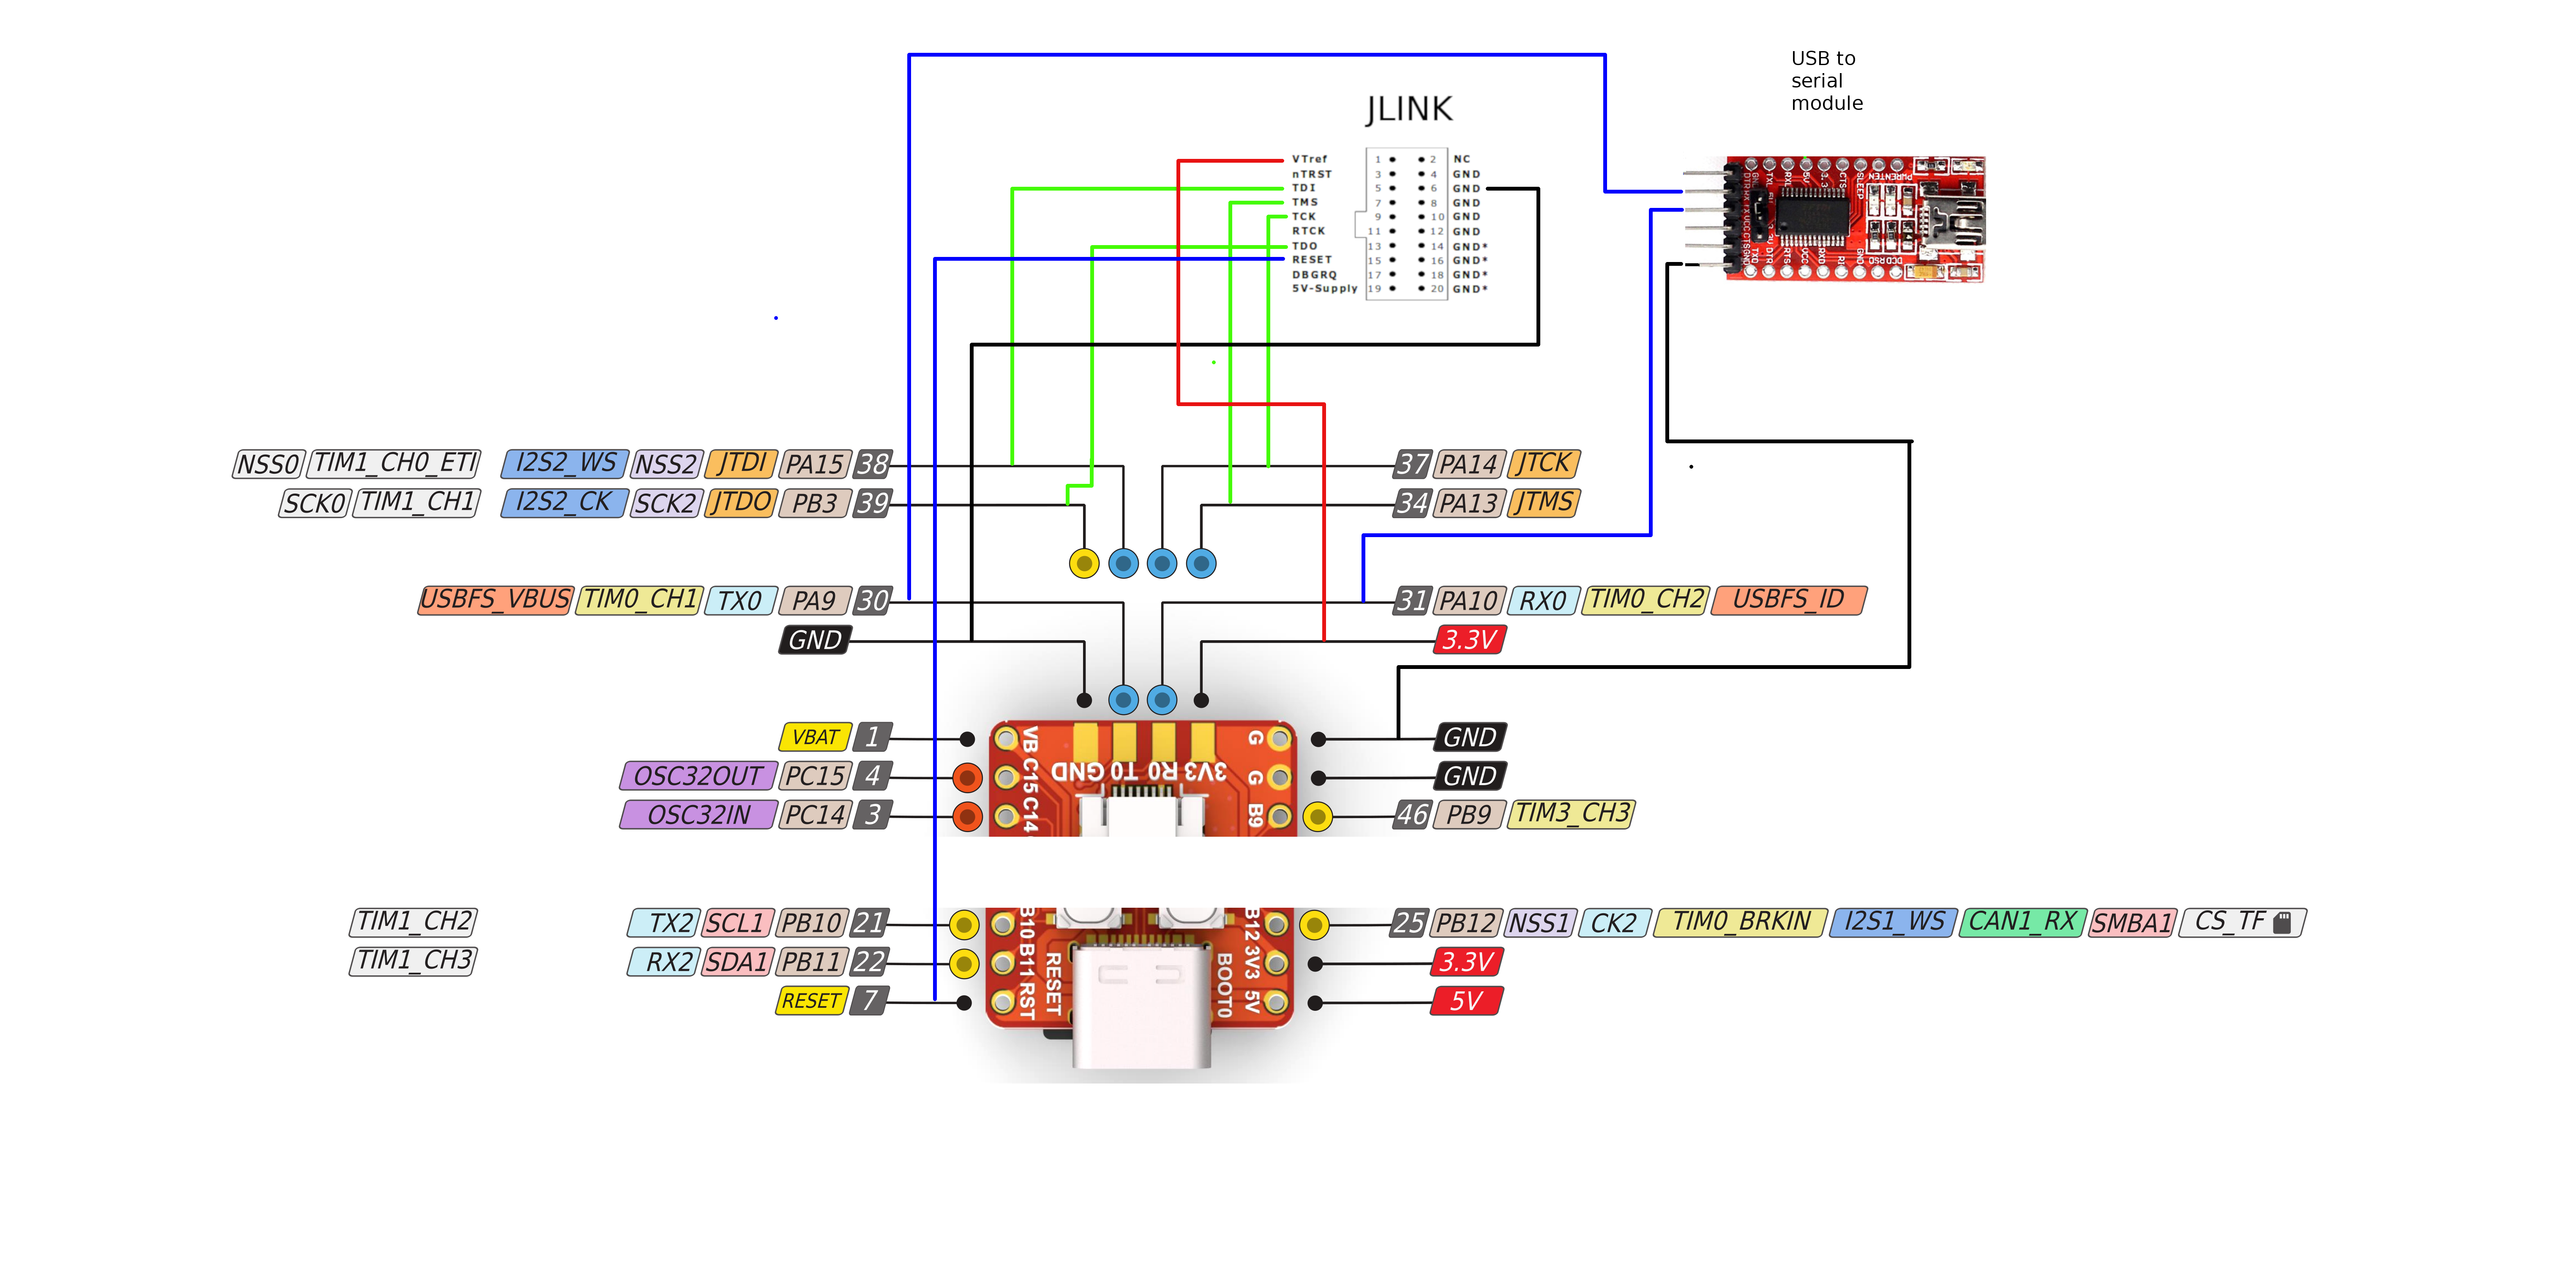 USB to
serial
module
JLINK
VTref 1 2 NC
nTRST 3 4 GND
TDI 5 6 GND
TMS 7 8 GND
TCK 9 10 GND
RTCK 11 12 GND
TDO 13 14 GND*
RESET 15 16 GND*
DBGRQ 17 18 GND*
5V-Supply 19 20 GND*
NSS0 TIM1_CH0_ETI I2S2_WS NSS2 JTDI PA15 38
37 PA14 JTCK
SCK0 TIM1_CH1 I2S2_CK SCK2 JTDO PB3 39
34 PA13 JTMS
USBFS_VBUS TIM0_CH1 TX0 PA9 30
31 PA10 RX0 TIM0_CH2 USBFS_ID
GND
3.3V
VBAT 1
GND
OSC32OUT PC15 4
GND
OSC32IN PC14 3
46 PB9 TIM3_CH3
VB C15 C14
GND T0 R0 3V3
G G B9
TIM1_CH2 TX2 SCL1 PB10 21
25 PB12 NSS1 CK2 TIM0_BRKIN I2S1_WS CAN1_RX SMBA1 CS_TF
TIM1_CH3 RX2 SDA1 PB11 22
3.3V
RESET 7
5V
B10 B11 RST
RESET
BOOT0
B12 3V3 5V